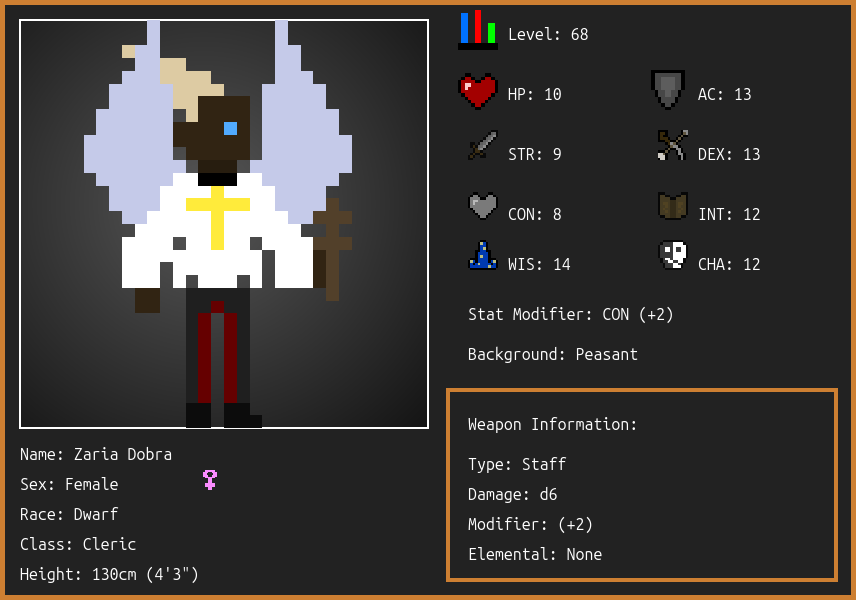 Level: 68
HP: 10
AC: 13
STR: 9
DEX: 13
CON: 8
INT: 12
WIS: 14
CHA: 12
Stat Modifier: CON (+2)
Background: Peasant
Weapon Information:
Type: Staff
Damage: d6
Modifier: (+2)
Elemental: None
Name: Zaria Dobra
Sex: Female
Race: Dwarf
Class: Cleric
Height: 130cm (4'3")